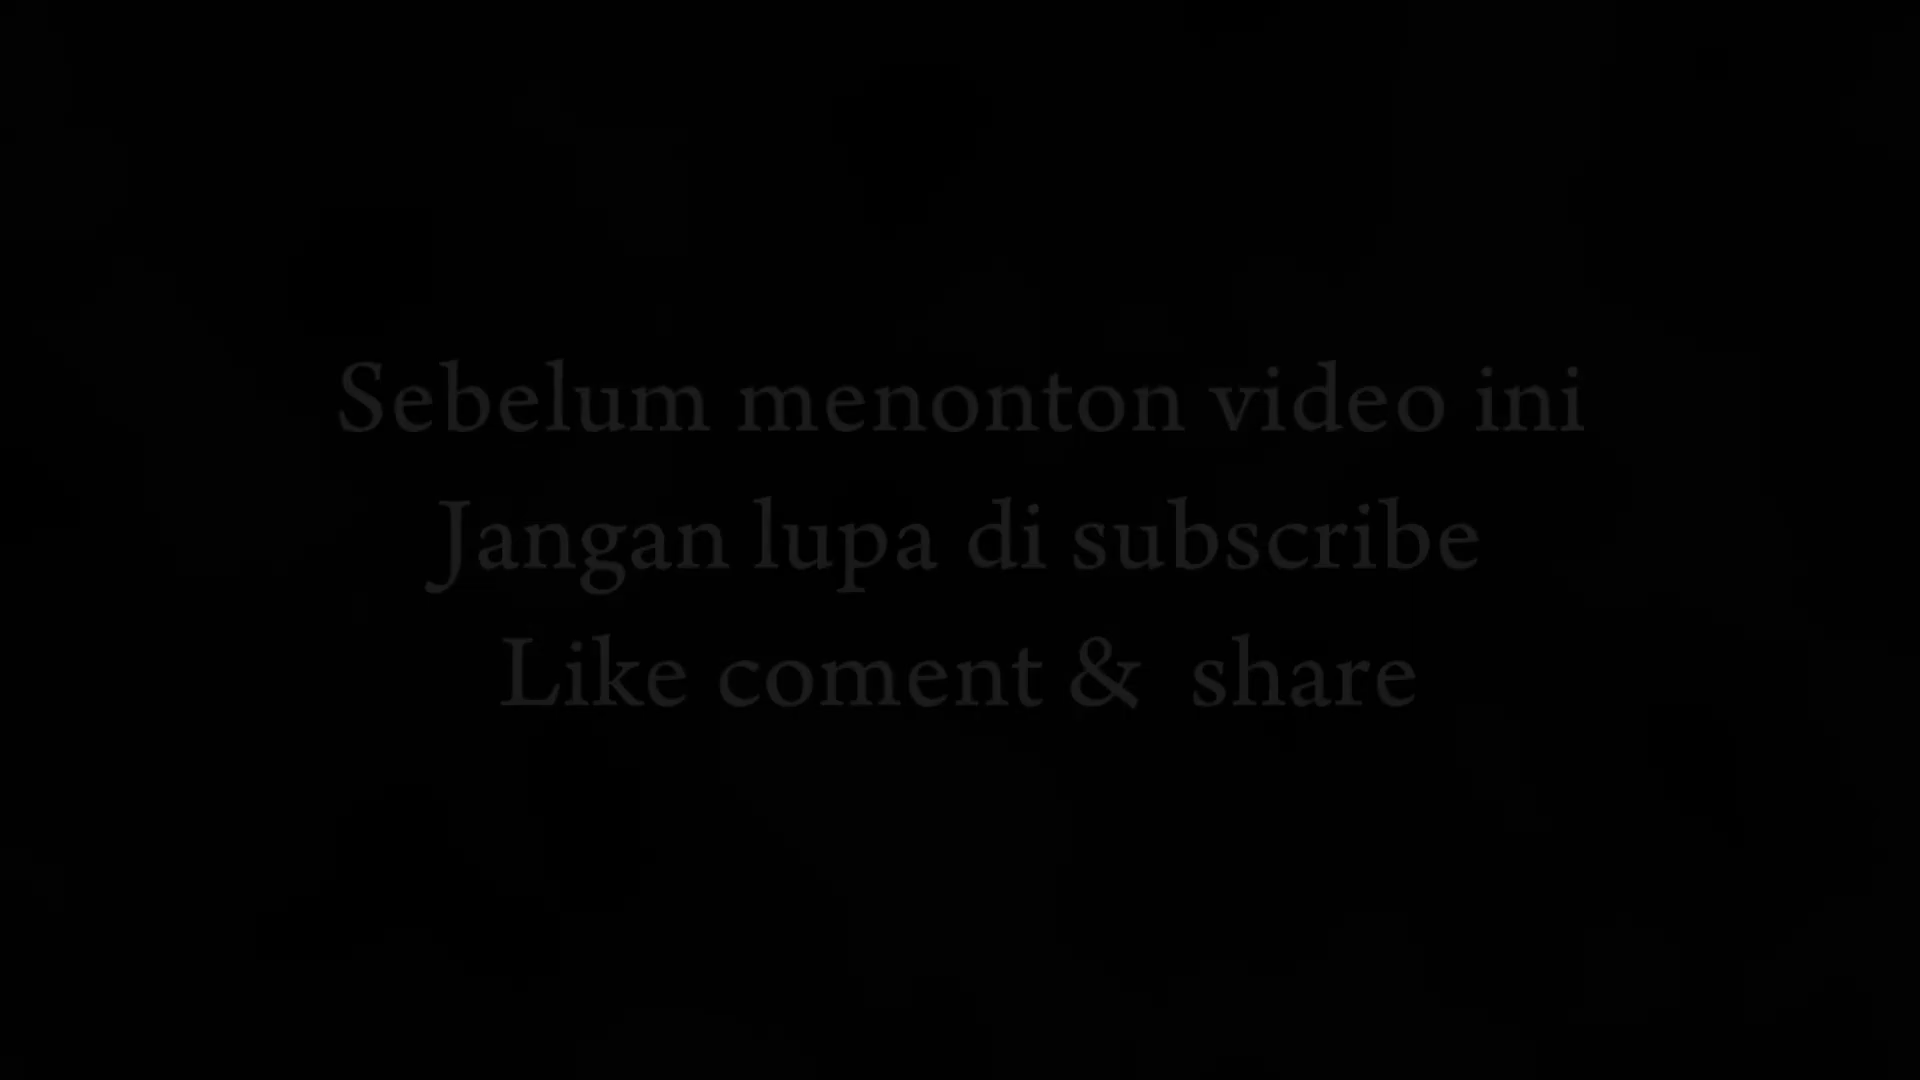 Sebelum menonton video ini
Jangan lupa di subscribe
Like coment & share